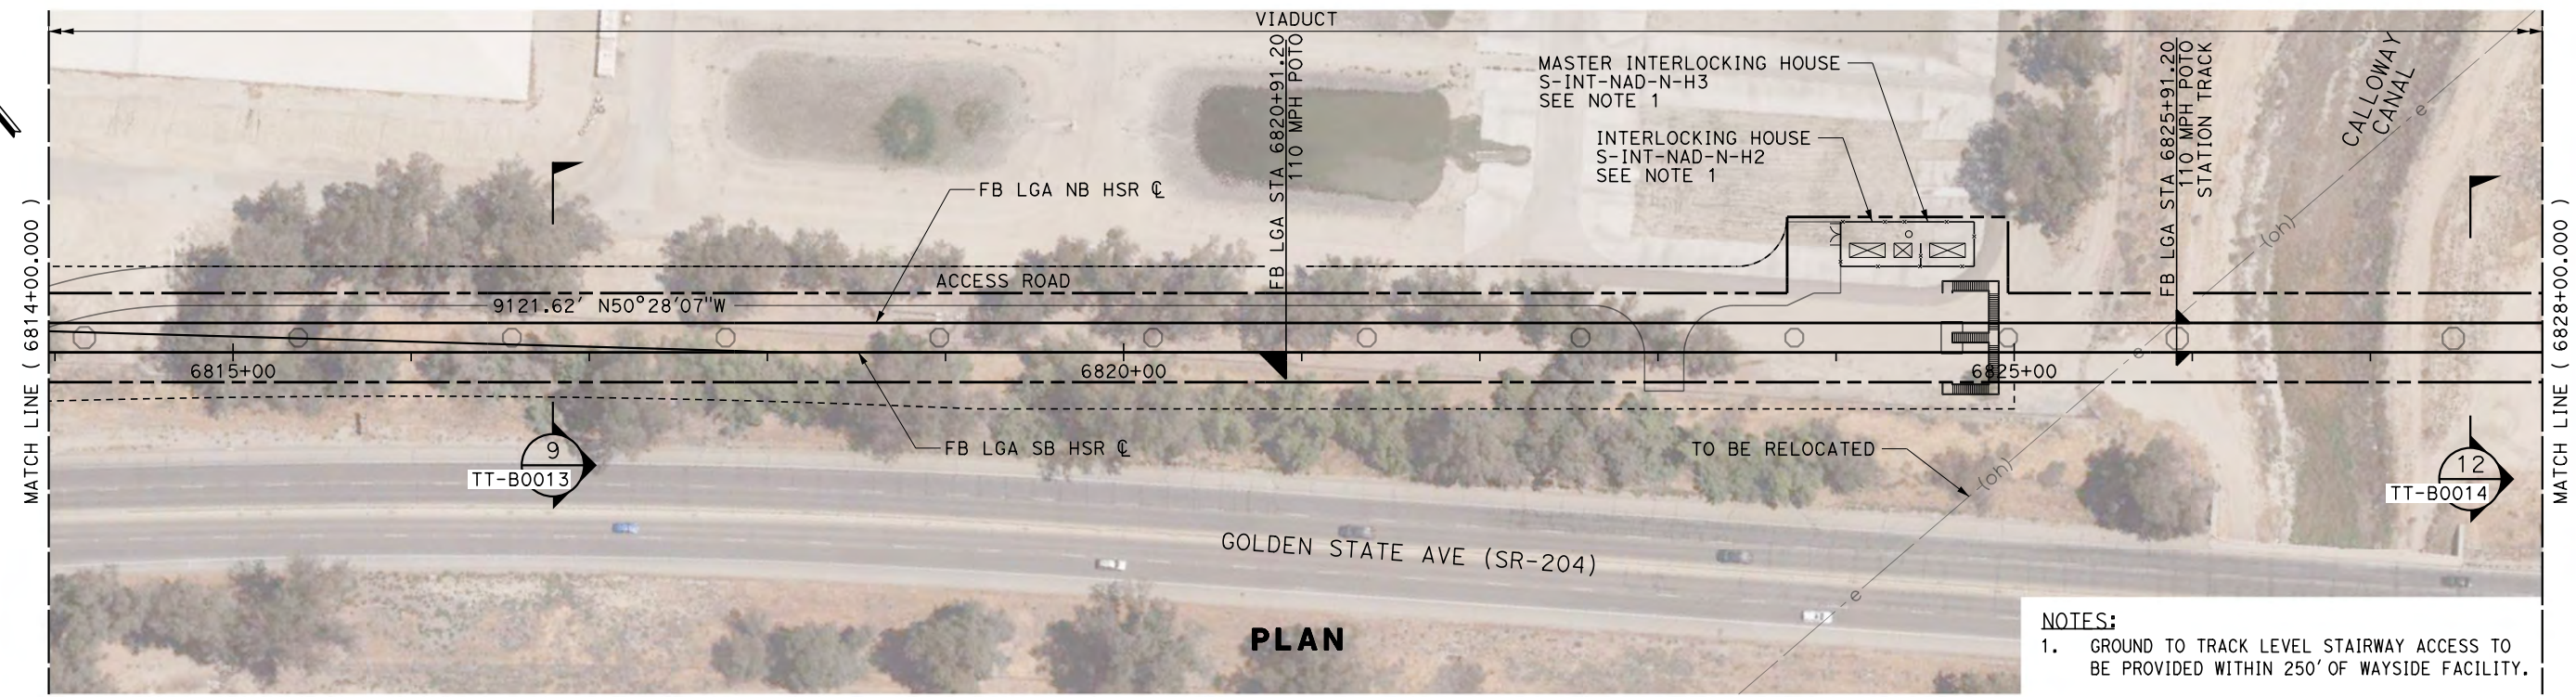 VIADUCT
MASTER INTERLOCKING HOUSE
S-INT-NAD-N-H3
SEE NOTE 1
INTERLOCKING HOUSE
S-INT-NAD-N-H2
SEE NOTE 1
FB LGA STA 6820+91.20
110 MPH POTO
FB LGA STA 6825+91.20
110 MPH POTO
STATION TRACK
CALLOWAY
CANAL
e
(oh)
FB LGA NB HSR ℄
MATCH LINE ( 6814+00.000 )
MATCH LINE ( 6828+00.000 )
ACCESS ROAD
9121.62' N50°28'07"W
e
6815+00
6820+00
6825+00
FB LGA SB HSR ℄
TO BE RELOCATED
(oh)
9
TT-B0013
12
TT-B0014
GOLDEN STATE AVE (SR-204)
e
PLAN
NOTES:
1. GROUND TO TRACK LEVEL STAIRWAY ACCESS TO
BE PROVIDED WITHIN 250' OF WAYSIDE FACILITY.